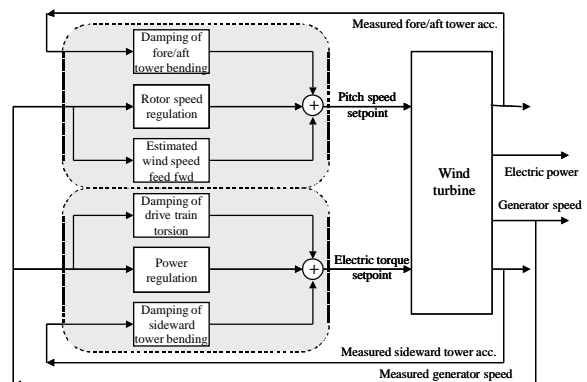 Measured fore/aft tower acc.
Damping of
fore/aft
tower bending
Rotor speed
regulation
+
Pitch speed
setpoint
Estimated
wind speed
feed fwd
Wind
turbine
Electric power
Generator speed
Damping of
drive train
torsion
Power
regulation
+
Electric torque
setpoint
Damping of
sideward
tower bending
Measured sideward tower acc.
Measured generator speed